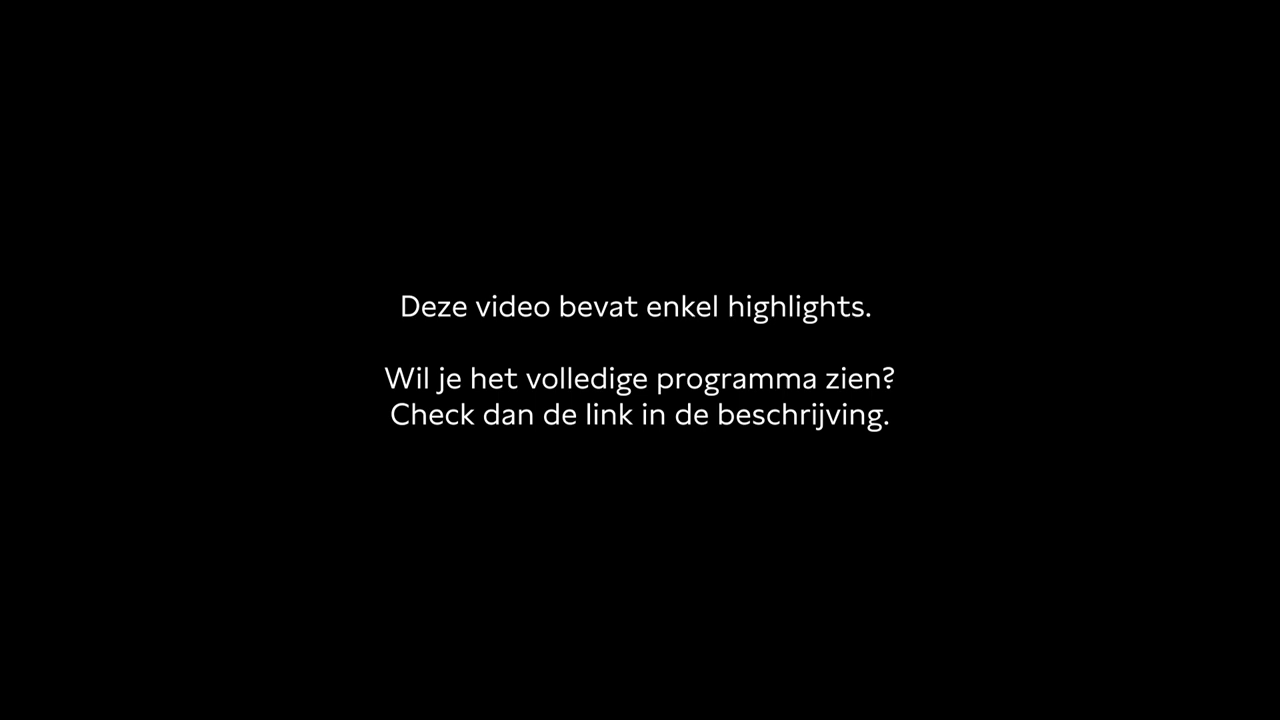 Deze video bevat enkel highlights.
Wil je het volledige programma zien?
Check dan de link in de beschrijving.